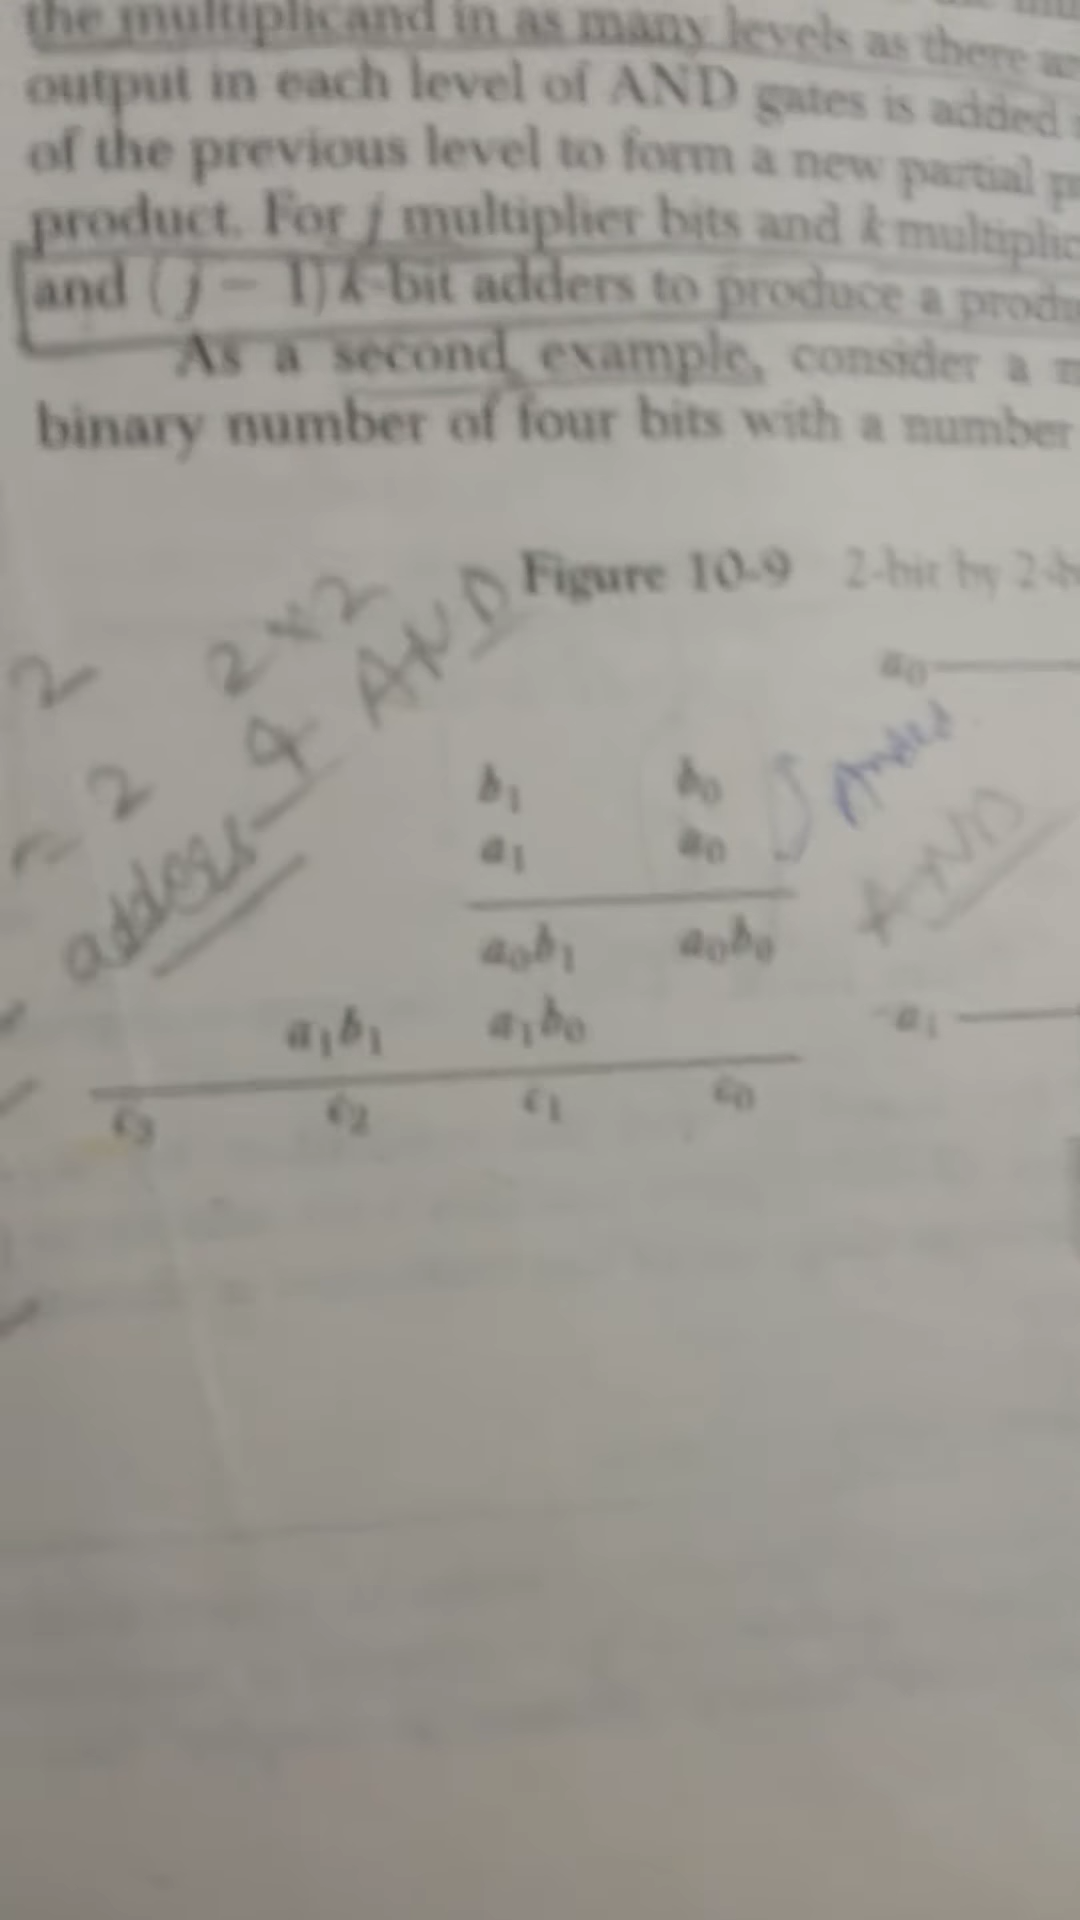 the multiplicand in as many levels as there
output in each level of AND gates is added
of the previous level to form a new partial
product. For j multiplier bits and k
and (j − 1) k-bit adders to produce a
As a second example, consider a
binary number of four bits with a number
Figure 10-9 2-bit by
2 2×2
4 AND
= 2
adders
a₀
b₁ b₀
Anded
a₁ a₀
AND
a₀b₁ a₀b₀
a₁b₁ a₁b₀
a₁
c₃ c₂ c₁ c₀